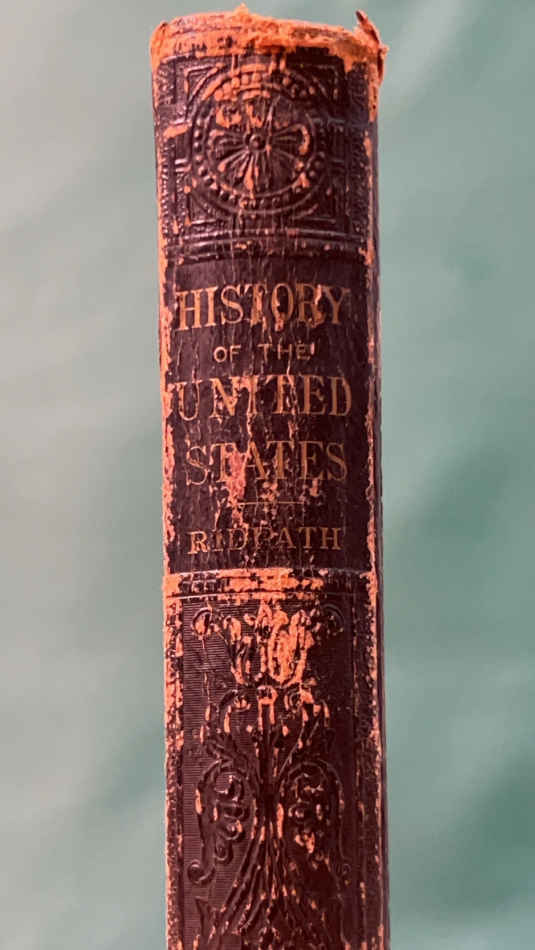 HISTORY
OF THE
UNITED
STATES
RIDPATH